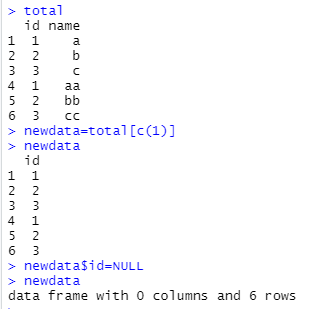 > total
  id name
1  1    a
2  2    b
3  3    c
4  1   aa
5  2   bb
6  3   cc
> newdata=total[c(1)]
> newdata
  id
1  1
2  2
3  3
4  1
5  2
6  3
> newdata$id=NULL
> newdata
data frame with 0 columns and 6 rows